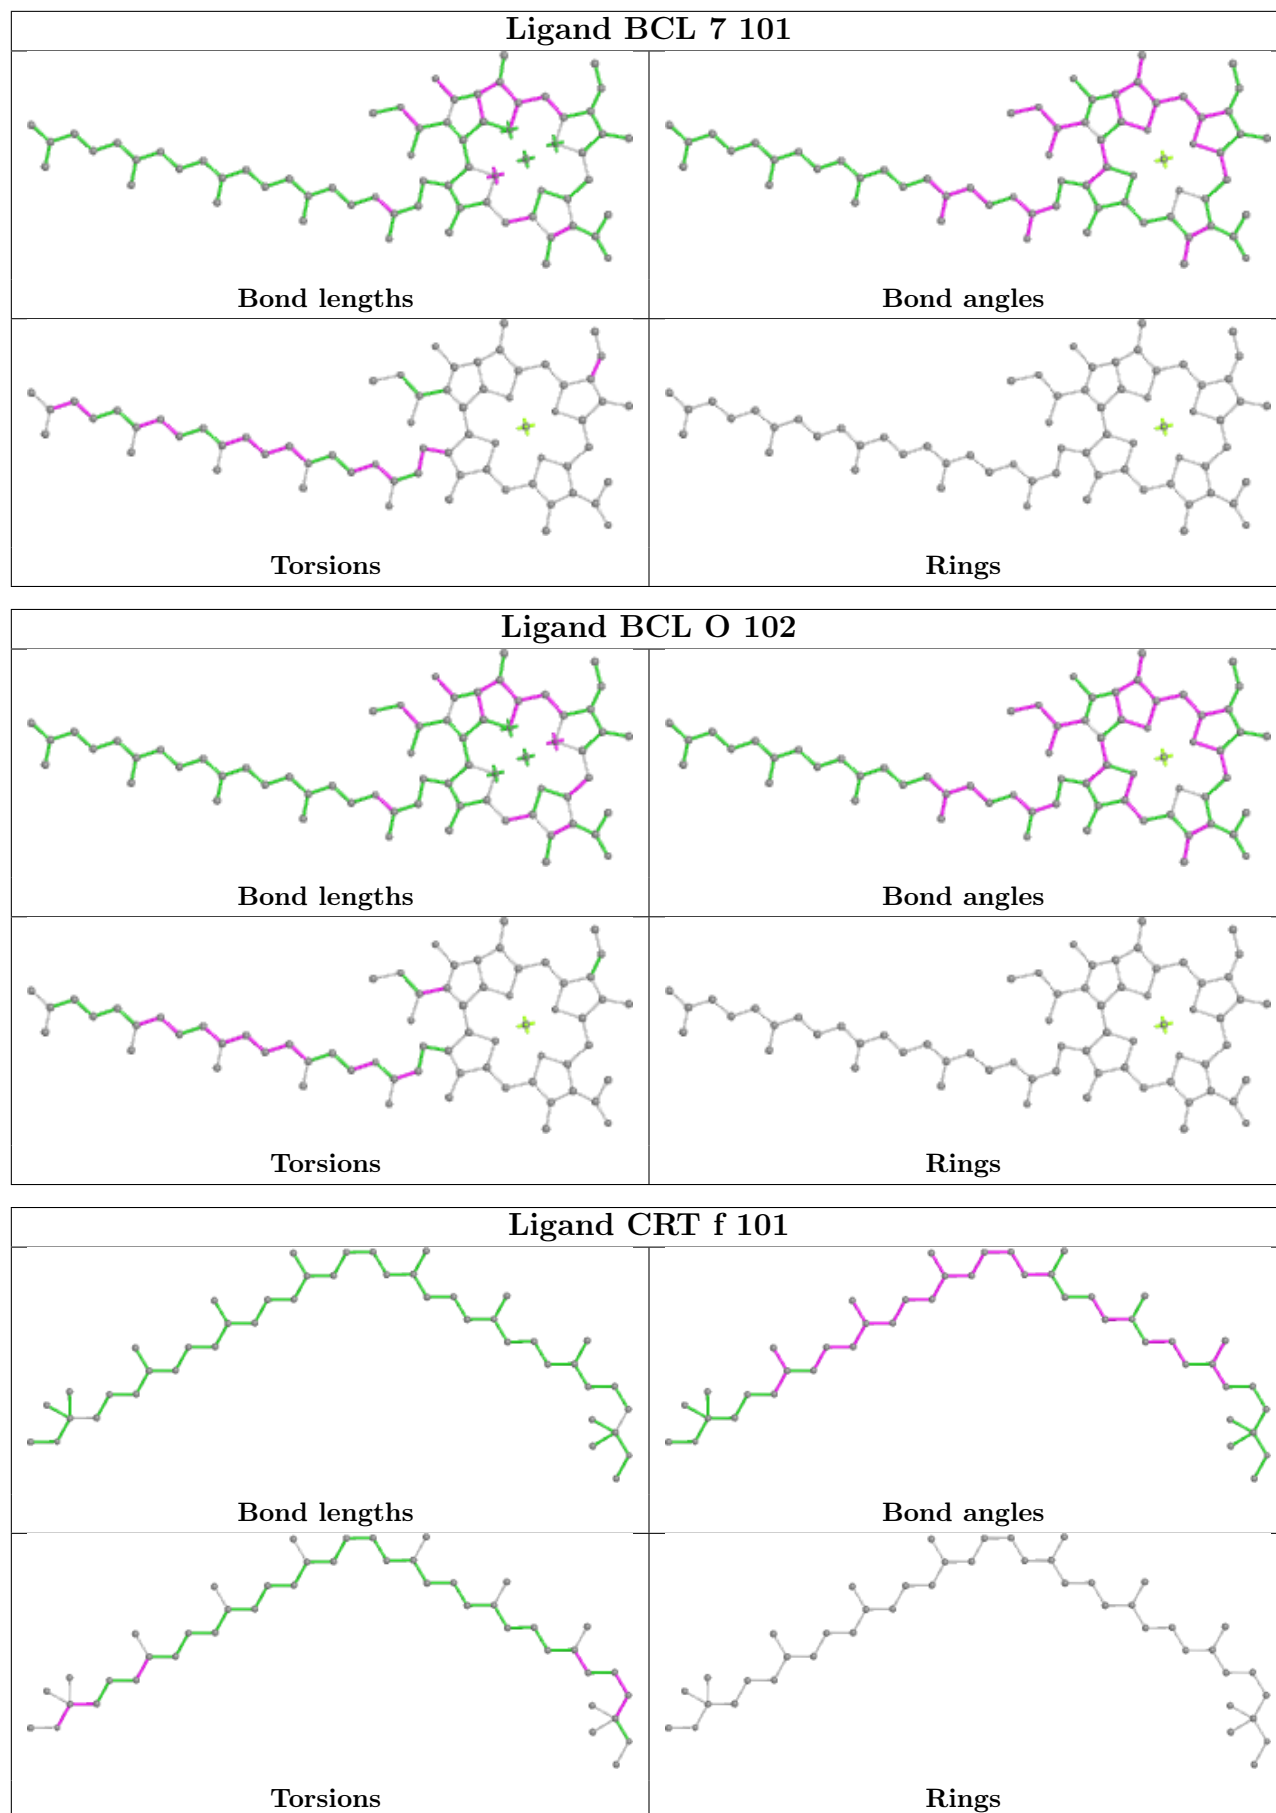 Ligand BCL 7 101
Bond lengths
Bond angles
Torsions
Rings
Ligand BCL O 102
Bond lengths
Bond angles
Torsions
Rings
Ligand CRT f 101
Bond lengths
Bond angles
Torsions
Rings